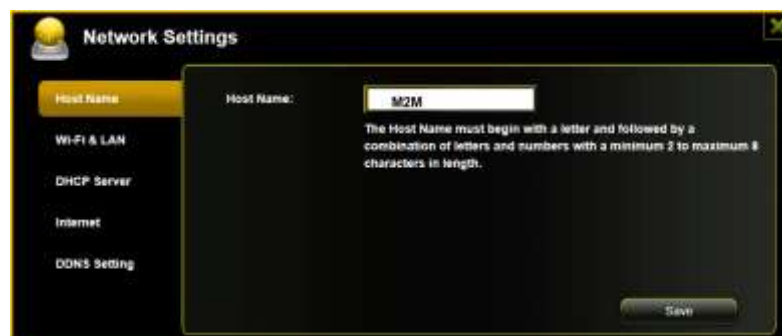 Network Settings
Host Name
Host Name:
M2M
The Host Name must begin with a letter and followed by a
combination of letters and numbers with a minimum 2 to maximum 8
characters in length.
Wi-Fi & LAN
DHCP Server
Internet
DDNS Setting
Save